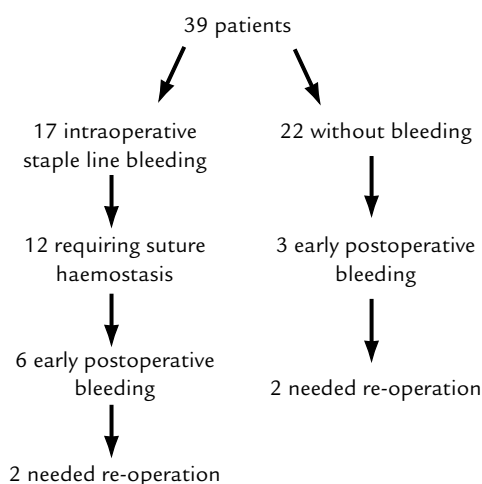 39 patients
17 intraoperative
staple line bleeding
12 requiring suture
haemostasis
6 early postoperative
bleeding
2 needed re-operation
22 without bleeding
3 early postoperative
bleeding
2 needed re-operation